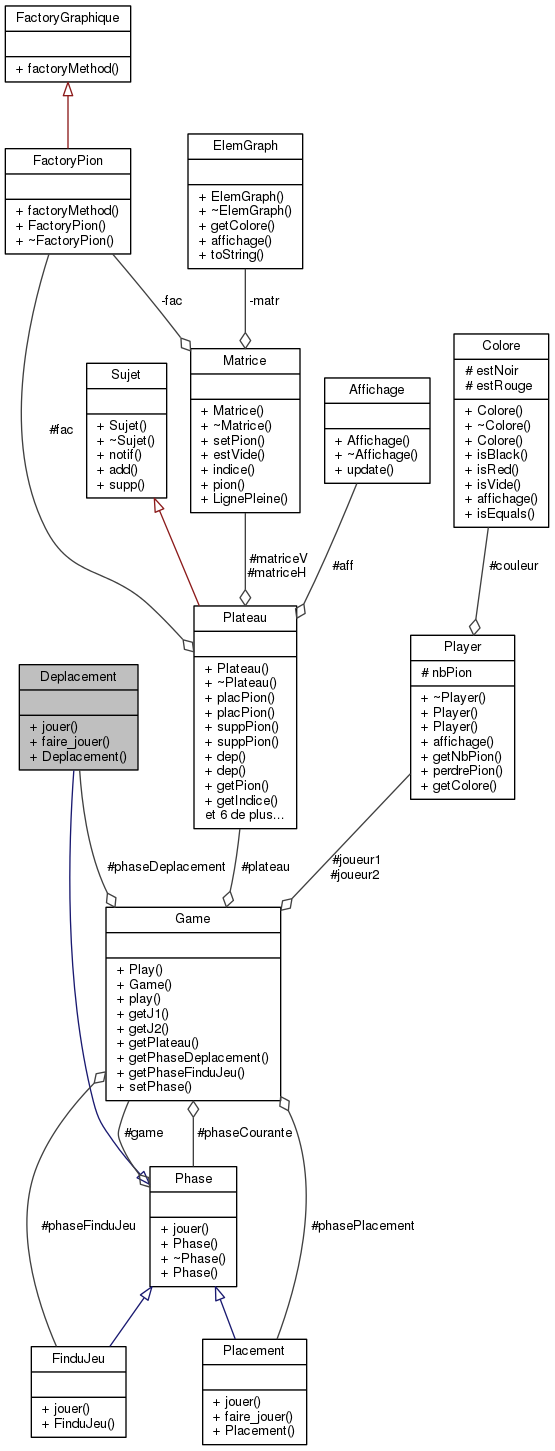 FactoryGraphique
+ factoryMethod()
FactoryPion
+ factoryMethod()
+ FactoryPion()
+ ~FactoryPion()
ElemGraph
+ ElemGraph()
+ ~ElemGraph()
+ getColore()
+ affichage()
+ toString()
-fac
-matr
Matrice
+ Matrice()
+ ~Matrice()
+ setPion()
+ estVide()
+ indice()
+ pion()
+ LignePleine()
Colore
# estNoir
# estRouge
+ Colore()
+ ~Colore()
+ Colore()
+ isBlack()
+ isRed()
+ isVide()
+ affichage()
+ isEquals()
Sujet
+ Sujet()
+ ~Sujet()
+ notif()
+ add()
+ supp()
Affichage
+ Affichage()
+ ~Affichage()
+ update()
#fac
#matriceV
#matriceH
#aff
#couleur
Plateau
+ Plateau()
+ ~Plateau()
+ placPion()
+ placPion()
+ suppPion()
+ suppPion()
+ dep()
+ dep()
+ getPion()
+ getIndice()
et 6 de plus...
Player
# nbPion
+ ~Player()
+ Player()
+ Player()
+ affichage()
+ getNbPion()
+ perdrePion()
+ getColore()
Deplacement
+ jouer()
+ faire_jouer()
+ Deplacement()
#phaseDeplacement
#plateau
#joueur1
#joueur2
Game
+ Play()
+ Game()
+ play()
+ getJ1()
+ getJ2()
+ getPlateau()
+ getPhaseDeplacement()
+ getPhaseFinduJeu()
+ setPhase()
#game
#phaseCourante
#phaseFinduJeu
#phasePlacement
Phase
+ jouer()
+ Phase()
+ ~Phase()
+ Phase()
FinduJeu
+ jouer()
+ FinduJeu()
Placement
+ jouer()
+ faire_jouer()
+ Placement()